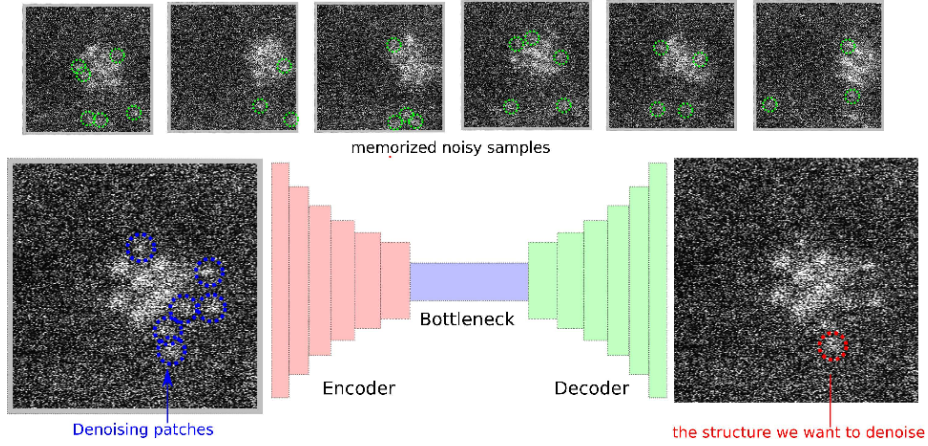 memorized noisy samples
Bottleneck
Encoder
Decoder
Denoising patches
the structure we want to denoise